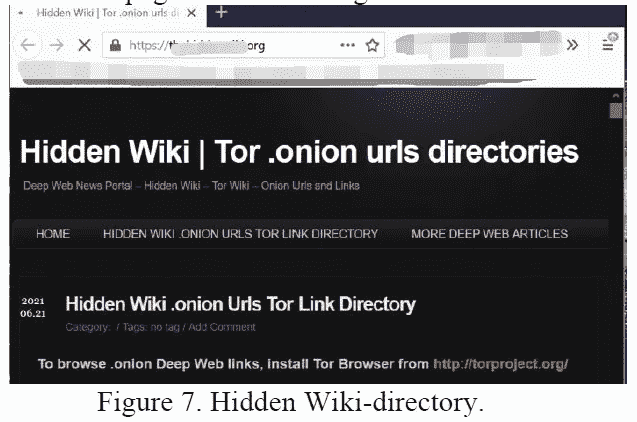 Hidden Wiki | Tor .onion urls di
https://th org
Hidden Wiki | Tor .onion urls directories
Deep Web News Portal – Hidden Wiki – Tor Wiki – Onion Urls and Links
HOME HIDDEN WIKI .ONION URLS TOR LINK DIRECTORY MORE DEEP WEB ARTICLES
2021
06.21
Hidden Wiki .onion Urls Tor Link Directory
Category: / Tags: no tag / Add Comment
To browse .onion Deep Web links, install Tor Browser from http://torproject.org/
Figure 7. Hidden Wiki-directory.